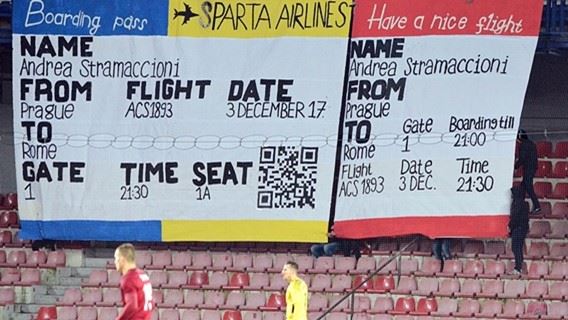 Boarding pass
SPARTA AIRLINES
NAME
Andrea Stramaccioni
FROM FLIGHT DATE
Prague ACS1893 3 DECEMBER 17
TO
Rome
GATE TIME SEAT
1 21:30 1A
Have a nice flight
NAME
Andrea Stramaccioni
FROM
Prague
TO Gate Boarding till
Rome 1 21:00
Flight Date Time
ACS 1893 3 DEC. 21:30